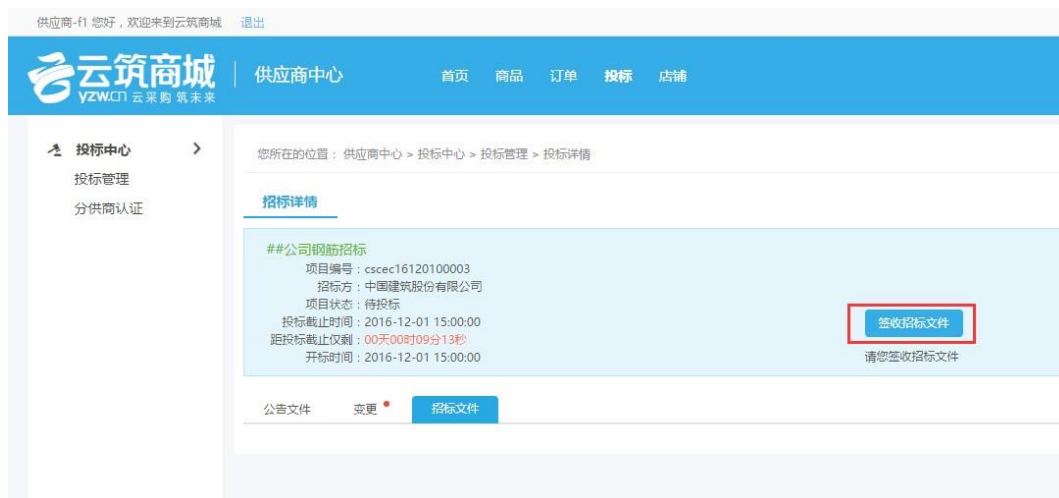 供应商-f1 您好，欢迎来到云筑商城 退出
云筑商城
YZW.CN 云采购 筑未来
供应商中心 首页 商品 订单 投标 店铺
投标中心
投标管理
分供商认证
您所在的位置： 供应商中心 > 投标中心 > 投标管理 > 投标详情
招标详情
##公司钢筋招标
项目编号：cscec16120100003
招标方：中国建筑股份有限公司
项目状态：待投标
投标截止时间：2016-12-01 15:00:00
距投标截止仅剩：00天00时09分13秒
开标时间：2016-12-01 15:00:00
签收招标文件
请您签收招标文件
公告文件 变更 招标文件